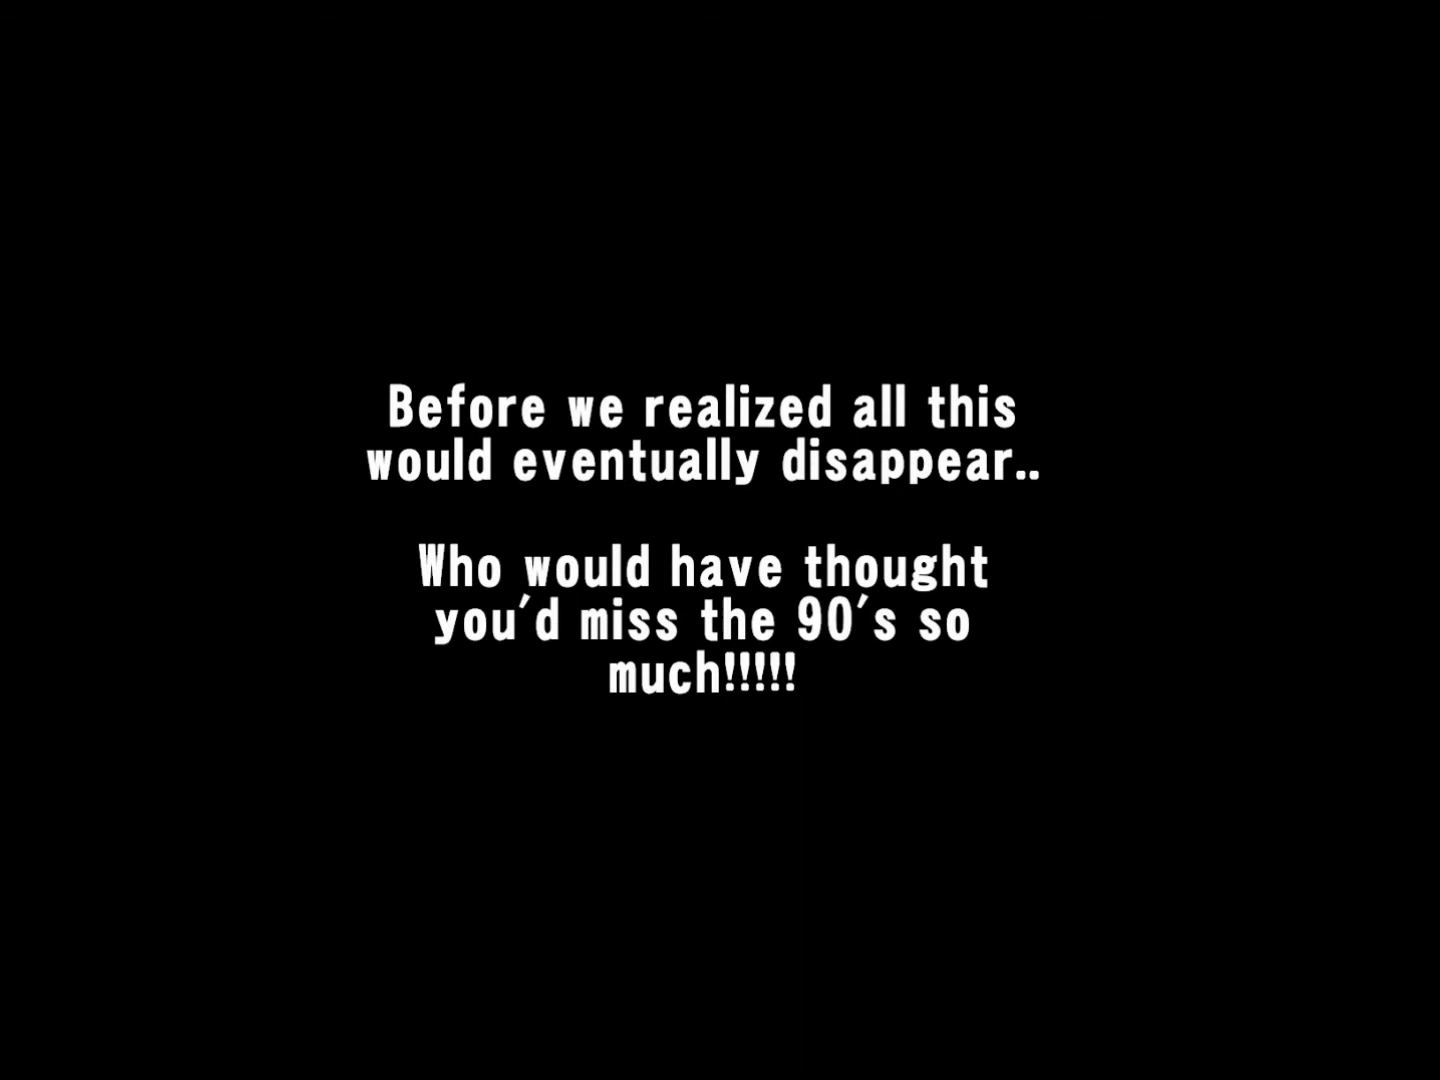 Before we realized all this
would eventually disappear..
Who would have thought
you'd miss the 90's so
much!!!!!